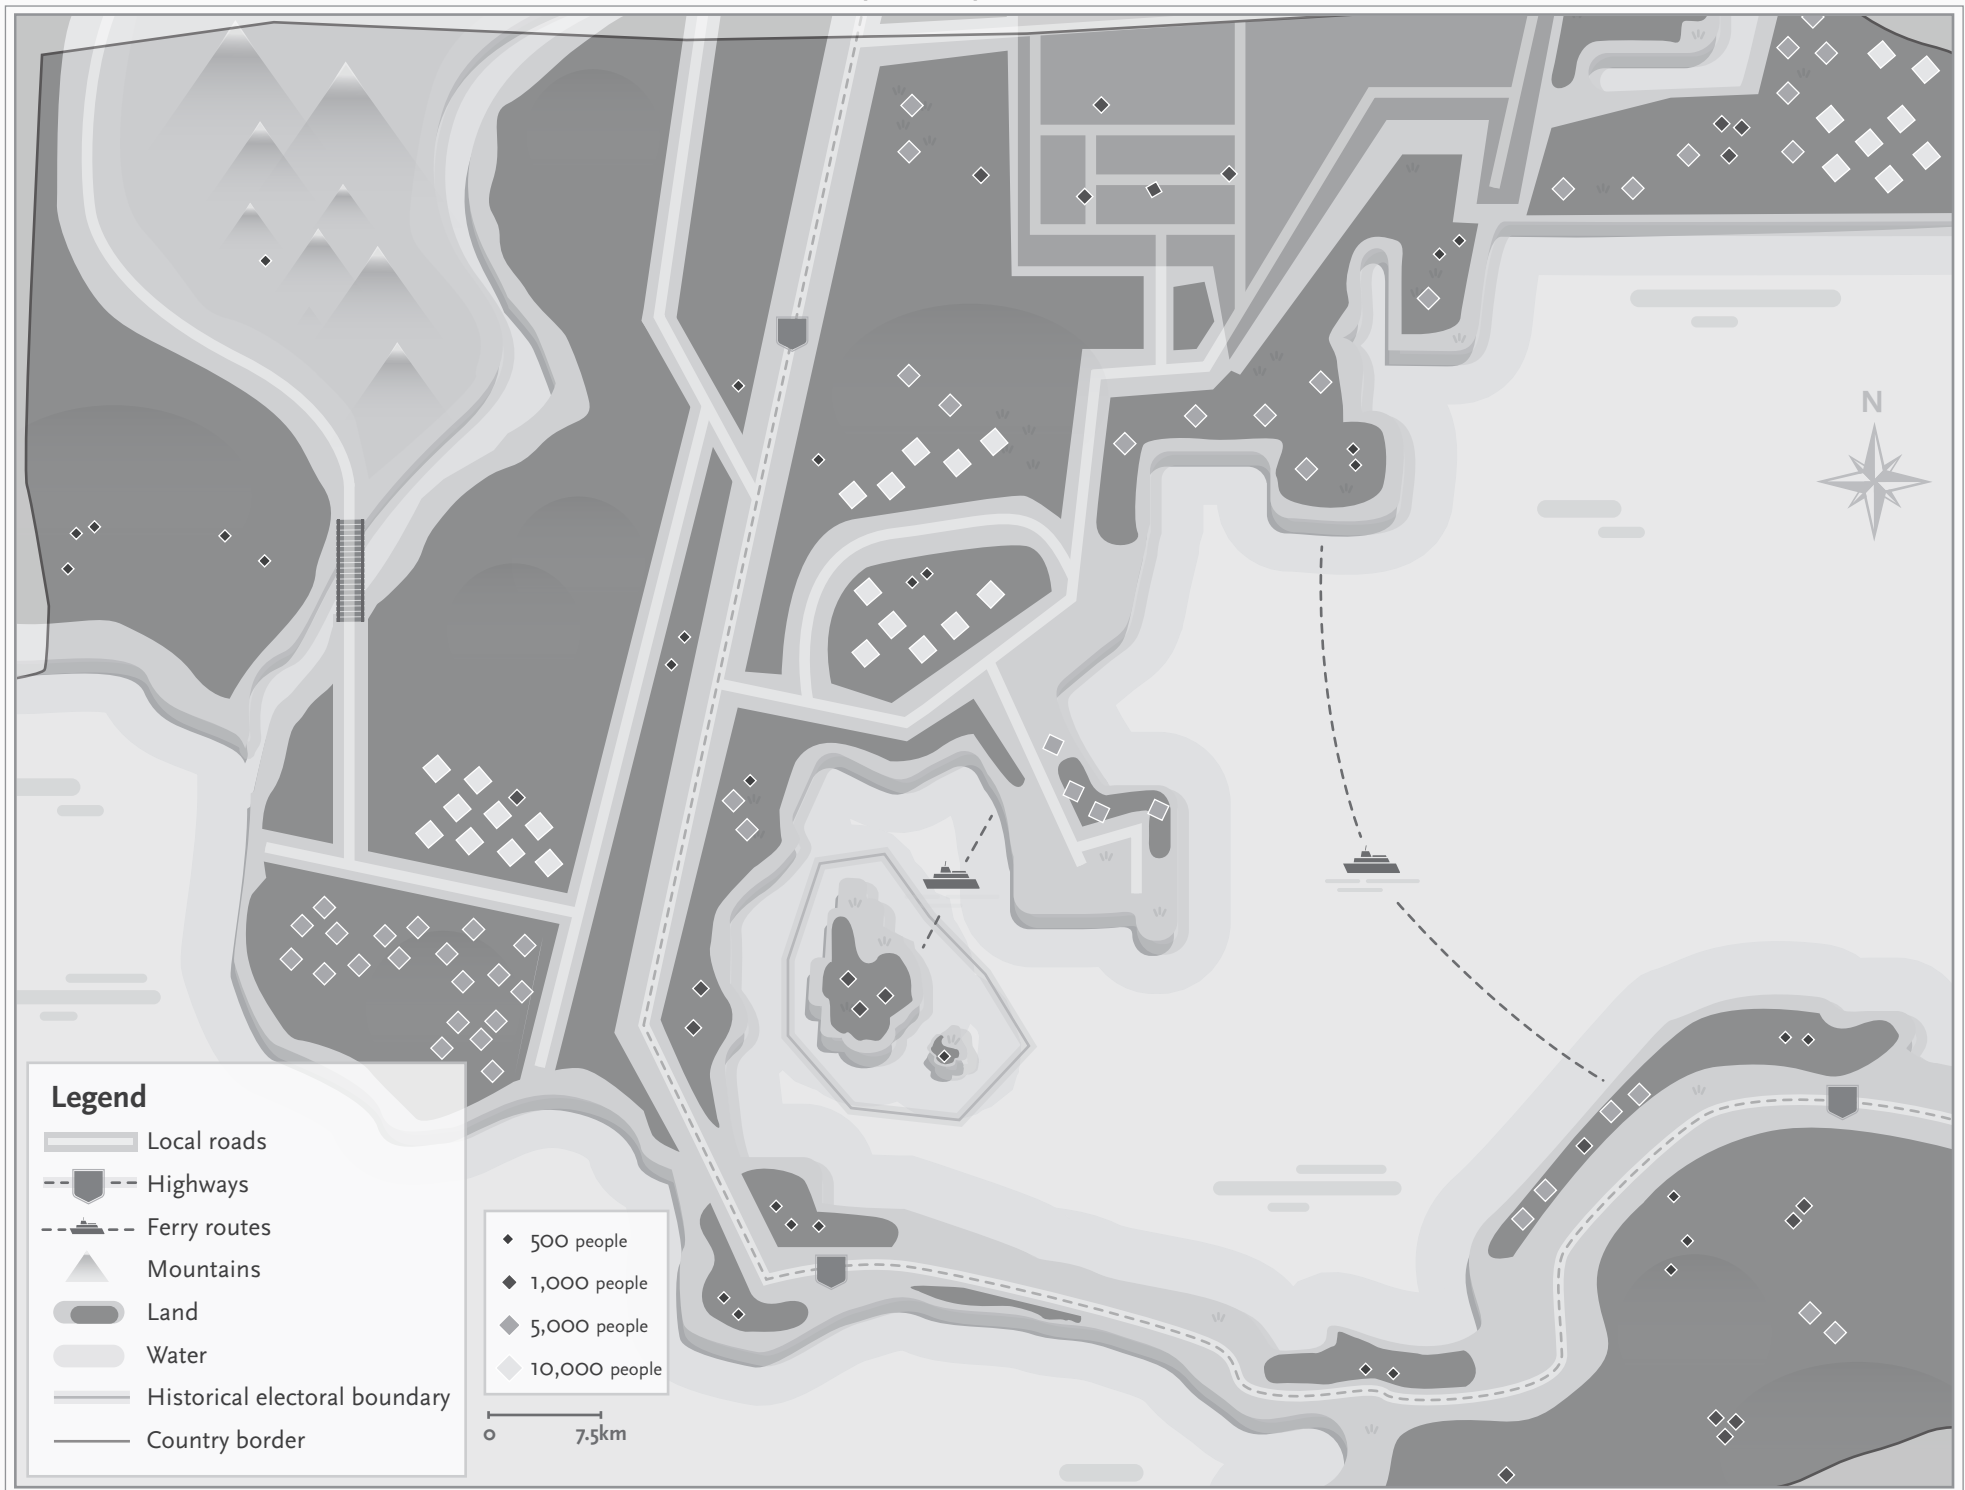 N
Legend
Local roads
Highways
Ferry routes
Mountains
Land
Water
Historical electoral boundary
Country border
500 people
1,000 people
5,000 people
10,000 people
0 7.5km